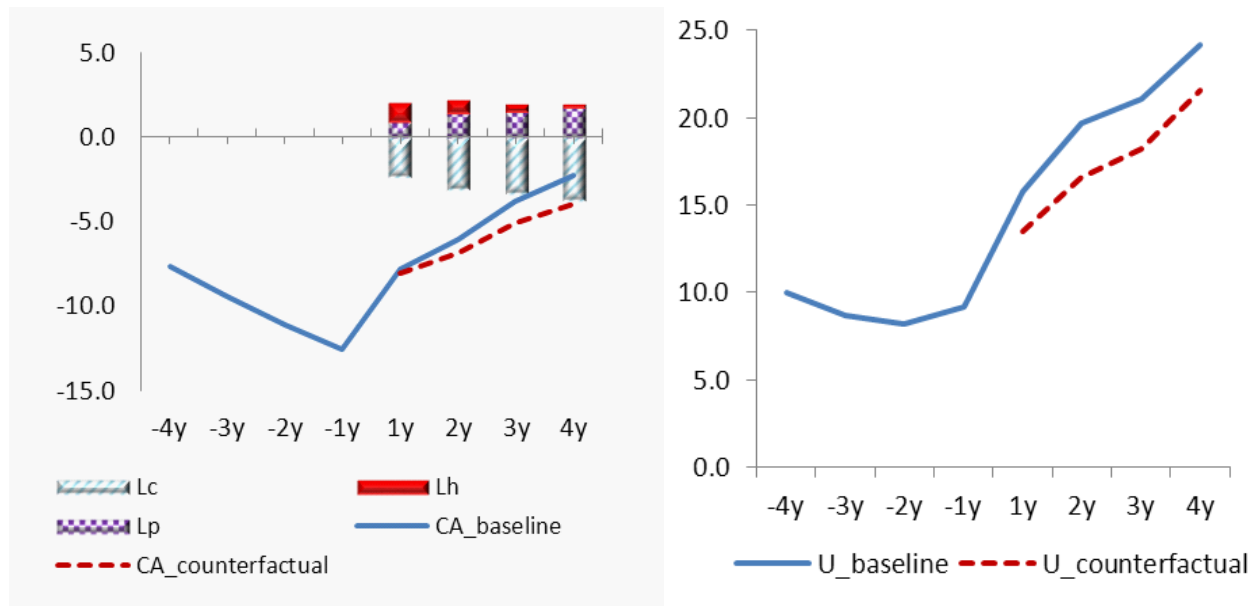 5.0
0.0
-5.0
-10.0
-15.0
-4y -3y -2y -1y 1y 2y 3y 4y
Lc Lh
Lp CA_baseline
CA_counterfactual
25.0
20.0
15.0
10.0
5.0
0.0
-4y -3y -2y -1y 1y 2y 3y 4y
U_baseline U_counterfactual